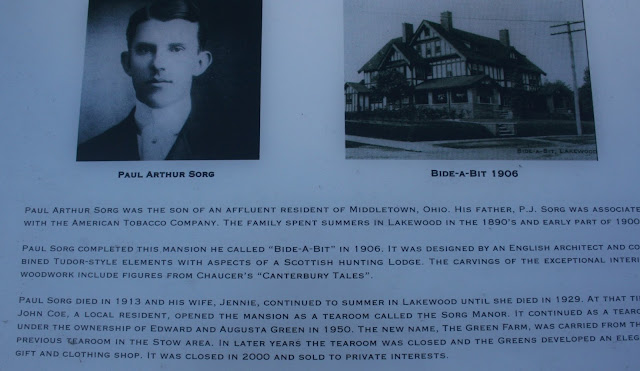 Bide-A-Bit, Lakewood
Paul Arthur Sorg
Bide-A-Bit 1906
Paul Arthur Sorg was the son of an affluent resident of Middletown, Ohio. His father, P.J. Sorg was associate
with the American Tobacco Company. The family spent summers in Lakewood in the 1890's and early part of 1900
Paul Sorg completed this mansion he called "Bide-A-Bit" in 1906. It was designed by an English architect and co
bined Tudor-style elements with aspects of a Scottish hunting Lodge. The carvings of the exceptional interi
woodwork include figures from Chaucer's "Canterbury Tales".
Paul Sorg died in 1913 and his wife, Jennie, continued to summer in Lakewood until she died in 1929. At that ti
John Coe, a local resident, opened the mansion as a tearoom called the Sorg Manor. It continued as a tearo
under the ownership of Edward and Augusta Green in 1950. The new name, The Green Farm, was carried from th
previous tearoom in the Stow area. In later years the tearoom was closed and the Greens developed an eleg
gift and clothing shop. It was closed in 2000 and sold to private interests.